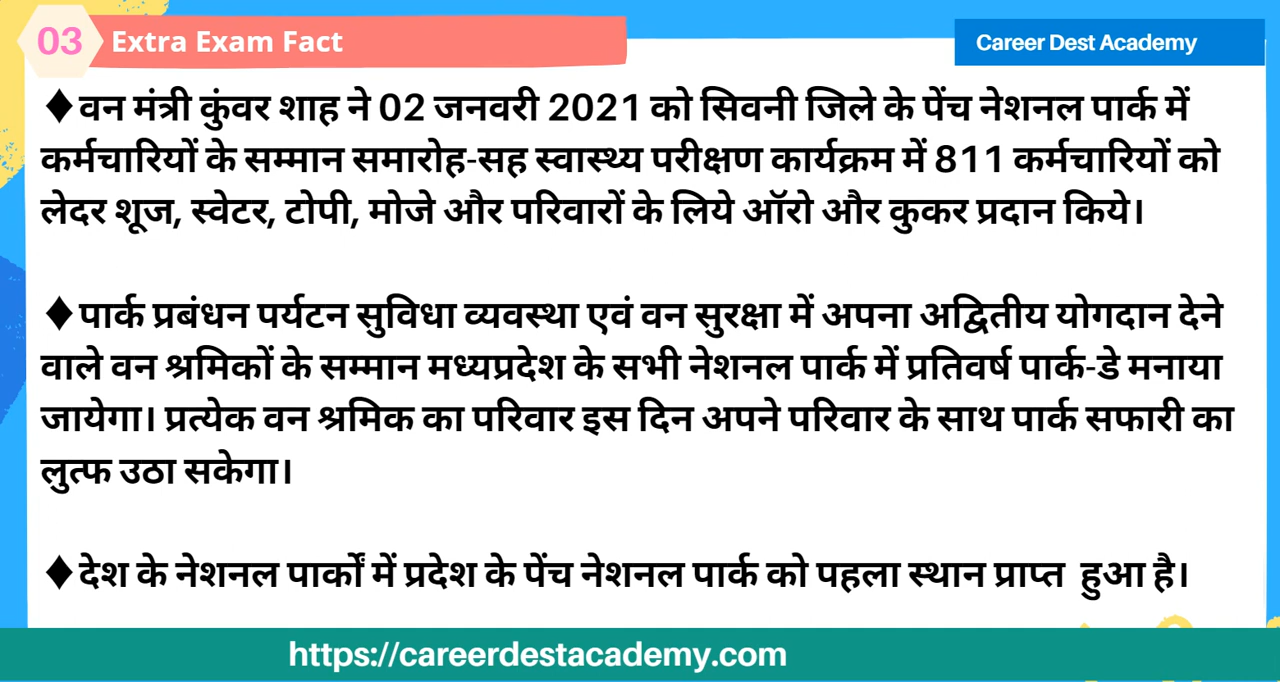 03 Extra Exam Fact
Career Dest Academy
♦वन मंत्री कुंवर शाह ने 02 जनवरी 2021 को सिवनी जिले के पेंच नेशनल पार्क में
कर्मचारियों के सम्मान समारोह-सह स्वास्थ्य परीक्षण कार्यक्रम में 811 कर्मचारियों को
लेदर शूज, स्वेटर, टोपी, मोजे और परिवारों के लिये ऑरो और कुकर प्रदान किये।
♦पार्क प्रबंधन पर्यटन सुविधा व्यवस्था एवं वन सुरक्षा में अपना अद्वितीय योगदान देने
वाले वन श्रमिकों के सम्मान मध्यप्रदेश के सभी नेशनल पार्क में प्रतिवर्ष पार्क-डे मनाया
जायेगा। प्रत्येक वन श्रमिक का परिवार इस दिन अपने परिवार के साथ पार्क सफारी का
लुत्फ उठा सकेगा।
♦देश के नेशनल पार्कों में प्रदेश के पेंच नेशनल पार्क को पहला स्थान प्राप्त हुआ है।
https://careerdestacademy.com